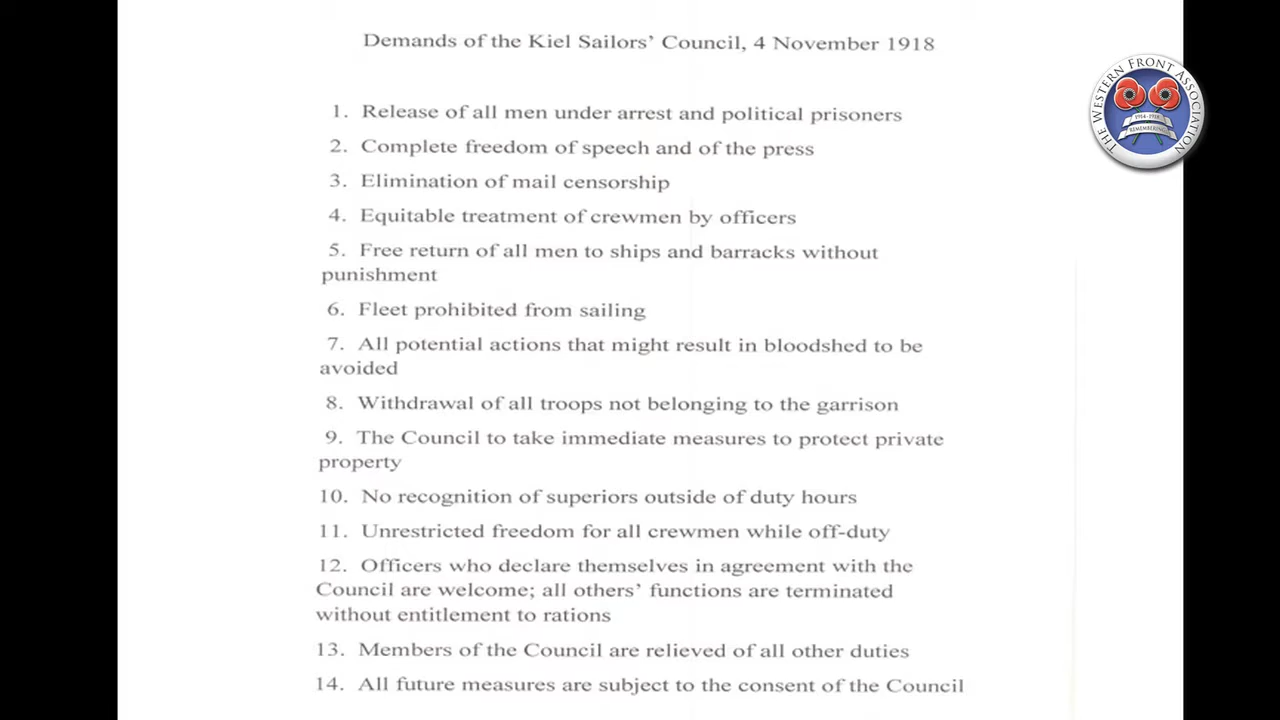 Demands of the Kiel Sailors' Council, 4 November 1918
1. Release of all men under arrest and political prisoners
2. Complete freedom of speech and of the press
3. Elimination of mail censorship
4. Equitable treatment of crewmen by officers
5. Free return of all men to ships and barracks without
punishment
6. Fleet prohibited from sailing
7. All potential actions that might result in bloodshed to be
avoided
8. Withdrawal of all troops not belonging to the garrison
9. The Council to take immediate measures to protect private
property
10. No recognition of superiors outside of duty hours
11. Unrestricted freedom for all crewmen while off-duty
12. Officers who declare themselves in agreement with the
Council are welcome; all others' functions are terminated
without entitlement to rations
13. Members of the Council are relieved of all other duties
14. All future measures are subject to the consent of the Council
THE WESTERN FRONT ASSOCIATION
1914-1918
REMEMBERING